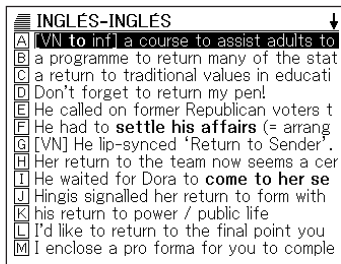 INGLÉS-INGLÉS
A [VN to inf] a course to assist adults to
B a programme to return many of the stat
C a return to traditional values in educati
D Don't forget to return my pen!
E He called on former Republican voters t
F He had to settle his affairs (= arrang
G [VN] He lip-synced ‘Return to Sender’.
H Her return to the team now seems a cer
I He waited for Dora to come to her se
J Hingis signalled her return to form with
K his return to power / public life
L I'd like to return to the final point you
M I enclose a pro forma for you to comple